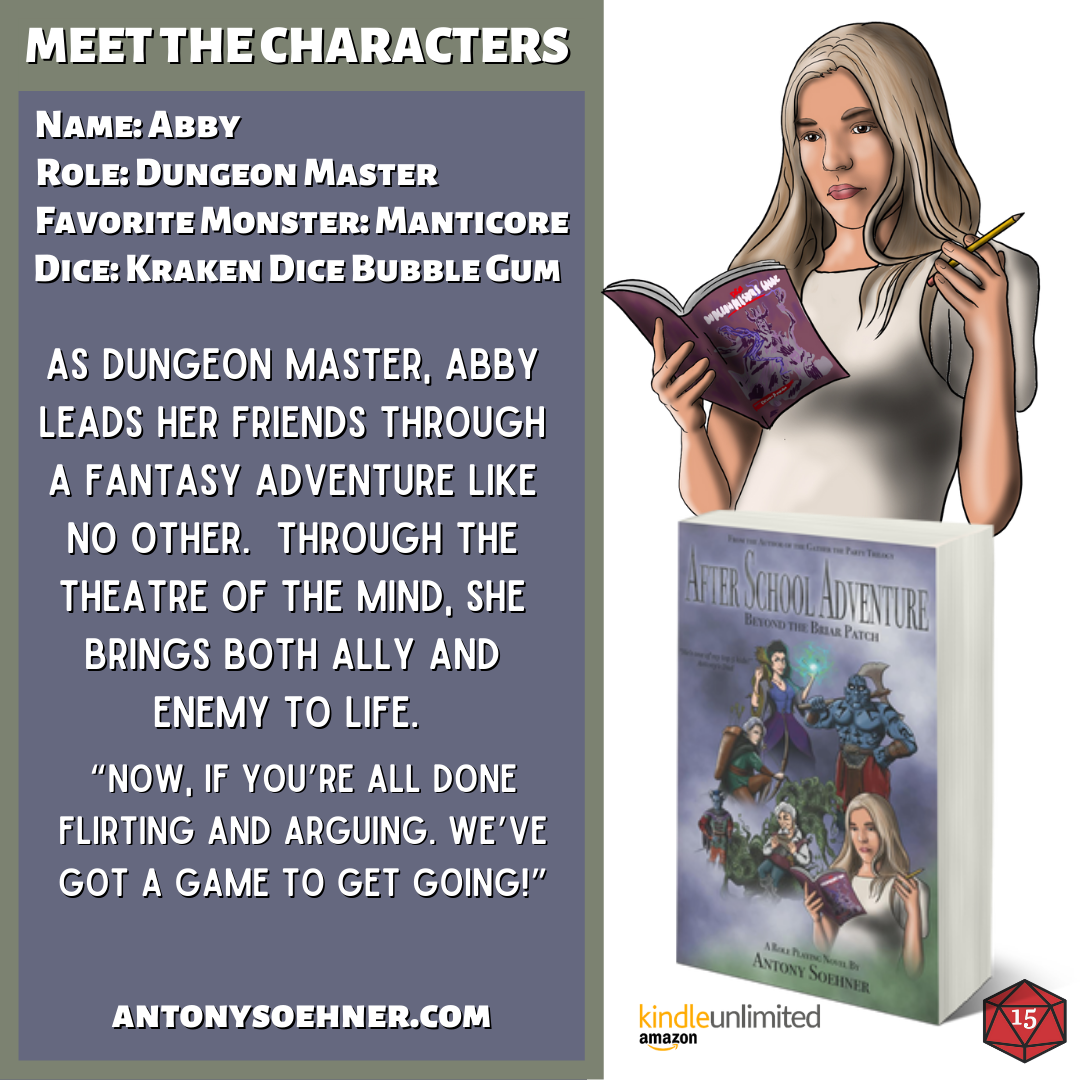 MEET THE CHARACTERS
NAME: ABBY
ROLE: DUNGEON MASTER
FAVORITE MONSTER: MANTICORE
DICE: KRAKEN DICE BUBBLE GUM
AS DUNGEON MASTER, ABBY
LEADS HER FRIENDS THROUGH
A FANTASY ADVENTURE LIKE
NO OTHER. THROUGH THE
THEATRE OF THE MIND, SHE
BRINGS BOTH ALLY AND
ENEMY TO LIFE.
“NOW, IF YOU’RE ALL DONE
FLIRTING AND ARGUING. WE’VE
GOT A GAME TO GET GOING!”
ANTONYSOEHNER.COM
FROM THE AUTHOR OF THE GATHER THE PARTY TRILOGY
AFTER SCHOOL ADVENTURE
BEYOND THE BRIAR PATCH
A ROLE PLAYING NOVEL BY
ANTONY SOEHNER
kindleunlimited
amazon
15